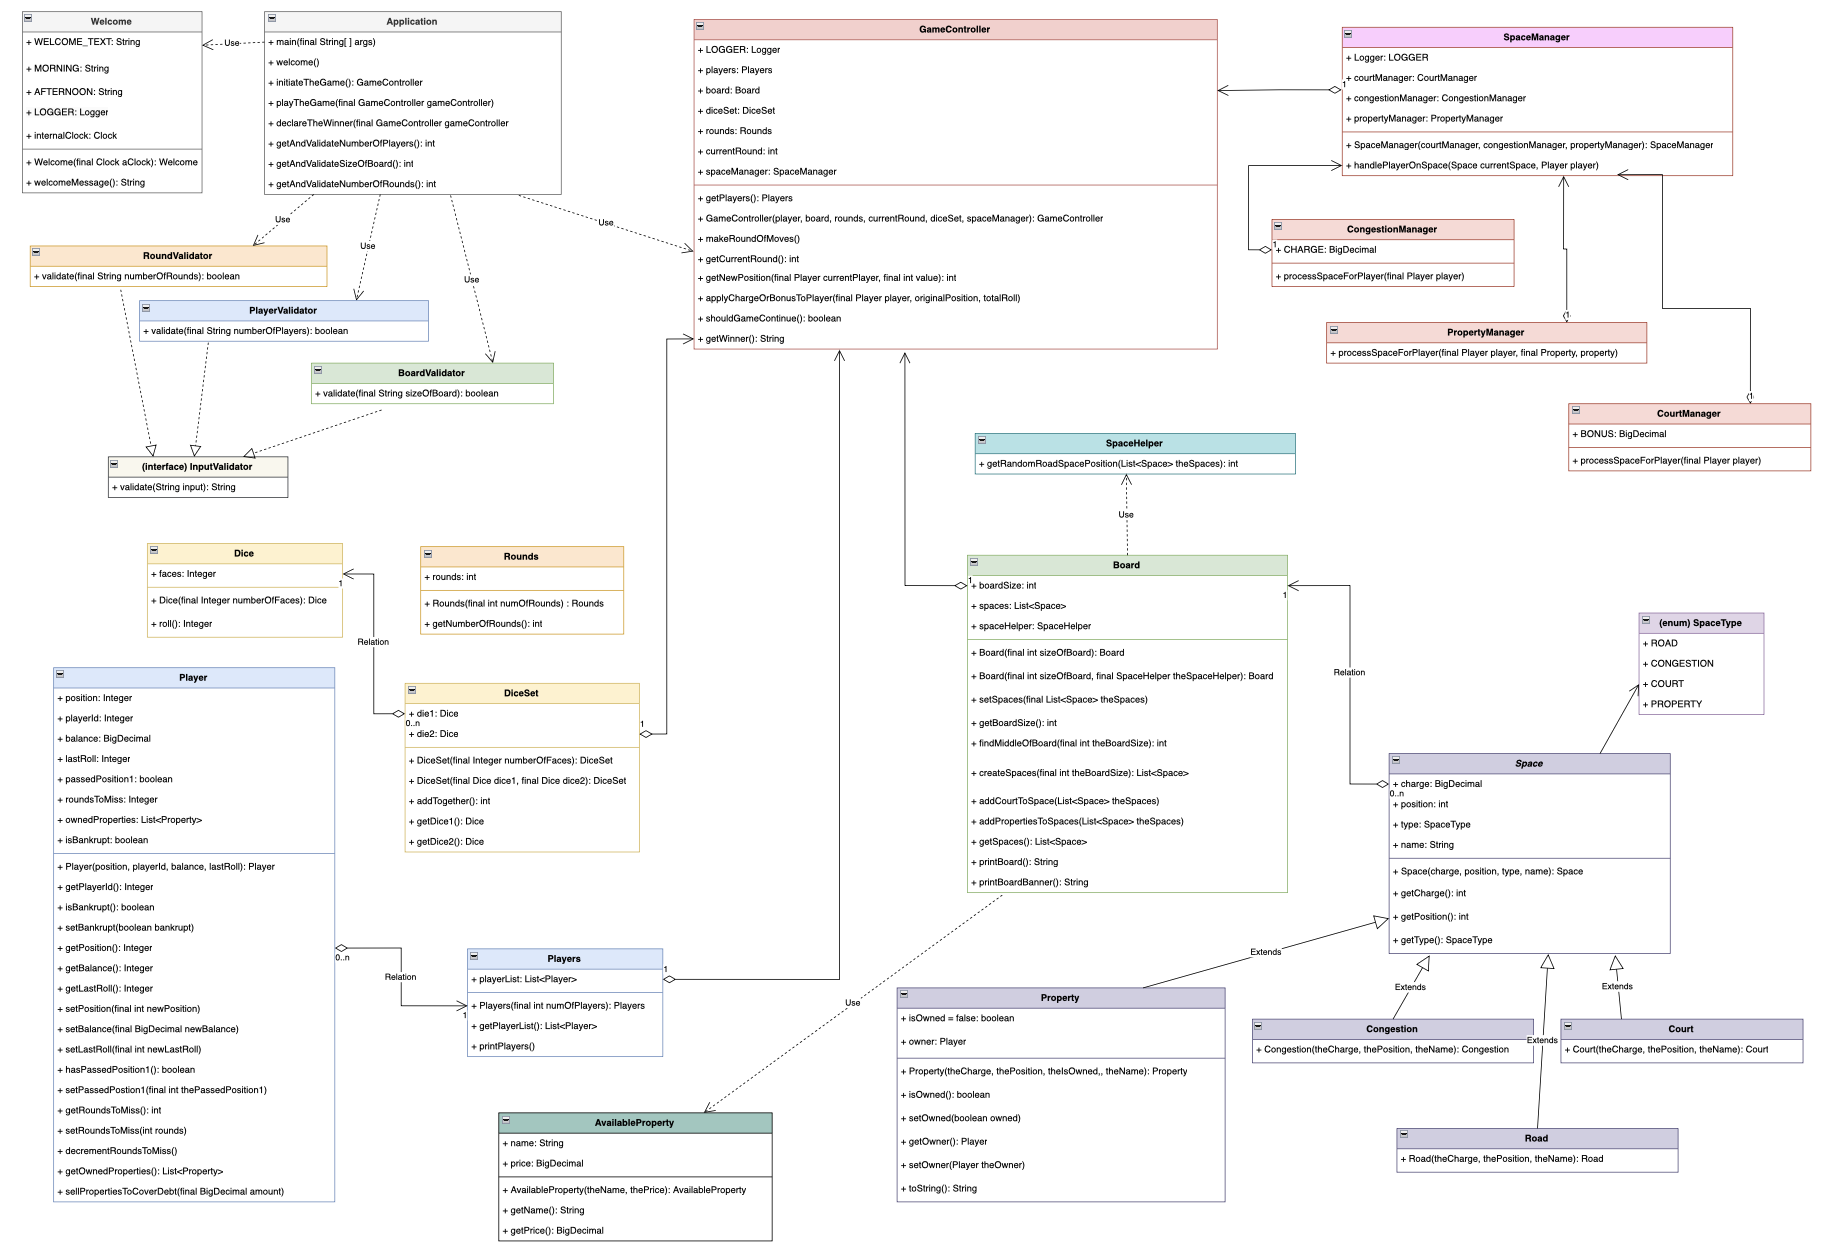 Welcome
+ WELCOME_TEXT: String
+ MORNING: String
+ AFTERNOON: String
+ LOGGER: Logger
+ internalClock: Clock
+ Welcome(final Clock aClock): Welcome
+ welcomeMessage(): String
Use
Application
+ main(final String[ ] args)
+ welcome()
+ initiateTheGame(): GameController
+ playTheGame(final GameController gameController)
+ declareTheWinner(final GameController gameController
+ getAndValidateNumberOfPlayers(): int
+ getAndValidateSizeOfBoard(): int
+ getAndValidateNumberOfRounds(): int
Use
Use
Use
Use
GameController
+ LOGGER: Logger
+ players: Players
+ board: Board
+ diceSet: DiceSet
+ rounds: Rounds
+ currentRound: int
+ spaceManager: SpaceManager
+ getPlayers(): Players
+ GameController(player, board, rounds, currentRound, diceSet, spaceManager): GameController
+ makeRoundOfMoves()
+ getCurrentRound(): int
+ getNewPosition(final Player currentPlayer, final int value): int
+ applyChargeOrBonusToPlayer(final Player player, originalPosition, totalRoll)
+ shouldGameContinue(): boolean
+ getWinner(): String
SpaceManager
+ Logger: LOGGER
+ courtManager: CourtManager
+ congestionManager: CongestionManager
+ propertyManager: PropertyManager
+ SpaceManager(courtManager, congestionManager, propertyManager): SpaceManager
+ handlePlayerOnSpace(Space currentSpace, Player player)
1
CongestionManager
+ CHARGE: BigDecimal
+ processSpaceForPlayer(final Player player)
1
PropertyManager
+ processSpaceForPlayer(final Player player, final Property, property)
1
CourtManager
+ BONUS: BigDecimal
+ processSpaceForPlayer(final Player player)
1
RoundValidator
+ validate(final String numberOfRounds): boolean
PlayerValidator
+ validate(final String numberOfPlayers): boolean
BoardValidator
+ validate(final String sizeOfBoard): boolean
(interface) InputValidator
+ validate(String input): String
SpaceHelper
+ getRandomRoadSpacePosition(List<Space> theSpaces): int
Use
Dice
+ faces: Integer
+ Dice(final Integer numberOfFaces): Dice
+ roll(): Integer
1
Relation
Rounds
+ rounds: int
+ Rounds(final int numOfRounds) : Rounds
+ getNumberOfRounds(): int
DiceSet
+ die1: Dice
0..n
+ die2: Dice
+ DiceSet(final Integer numberOfFaces): DiceSet
+ DiceSet(final Dice dice1, final Dice dice2): DiceSet
+ addTogether(): int
+ getDice1(): Dice
+ getDice2(): Dice
1
Board
+ boardSize: int
+ spaces: List<Space>
+ spaceHelper: SpaceHelper
+ Board(final int sizeOfBoard): Board
+ Board(final int sizeOfBoard, final SpaceHelper theSpaceHelper): Board
+ setSpaces(final List<Space> theSpaces)
+ getBoardSize(): int
+ findMiddleOfBoard(final int theBoardSize): int
+ createSpaces(final int theBoardSize): List<Space>
+ addCourtToSpace(List<Space> theSpaces)
+ addPropertiesToSpaces(List<Space> theSpaces)
+ getSpaces(): List<Space>
+ printBoard(): String
+ printBoardBanner(): String
1
1
Relation
(enum) SpaceType
+ ROAD
+ CONGESTION
+ COURT
+ PROPERTY
Space
+ charge: BigDecimal
0..n
+ position: int
+ type: SpaceType
+ name: String
+ Space(charge, position, type, name): Space
+ getCharge(): int
+ getPosition(): int
+ getType(): SpaceType
Player
+ position: Integer
+ playerId: Integer
+ balance: BigDecimal
+ lastRoll: Integer
+ passedPosition1: boolean
+ roundsToMiss: Integer
+ ownedProperties: List<Property>
+ isBankrupt: boolean
+ Player(position, playerId, balance, lastRoll): Player
+ getPlayerId(): Integer
+ isBankrupt(): boolean
+ setBankrupt(boolean bankrupt)
+ getPosition(): Integer
+ getBalance(): Integer
+ getLastRoll(): Integer
+ setPosition(final int newPosition)
+ setBalance(final BigDecimal newBalance)
+ setLastRoll(final int newLastRoll)
+ hasPassedPosition1(): boolean
+ setPassedPostion1(final int thePassedPosition1)
+ getRoundsToMiss(): int
+ setRoundsToMiss(int rounds)
+ decrementRoundsToMiss()
+ getOwnedProperties(): List<Property>
+ sellPropertiesToCoverDebt(final BigDecimal amount)
0..n
Relation
1
Players
+ playerList: List<Player>
+ Players(final int numOfPlayers): Players
+ getPlayerList(): List<Player>
+ printPlayers()
1
Use
AvailableProperty
+ name: String
+ price: BigDecimal
+ AvailableProperty(theName, thePrice): AvailableProperty
+ getName(): String
+ getPrice(): BigDecimal
Property
+ isOwned = false: boolean
+ owner: Player
+ Property(theCharge, thePosition, theIsOwned,, theName): Property
+ isOwned(): boolean
+ setOwned(boolean owned)
+ getOwner(): Player
+ setOwner(Player theOwner)
+ toString(): String
Extends
Extends
Extends
Extends
Congestion
+ Congestion(theCharge, thePosition, theName): Congestion
Court
+ Court(theCharge, thePosition, theName): Court
Road
+ Road(theCharge, thePosition, theName): Road